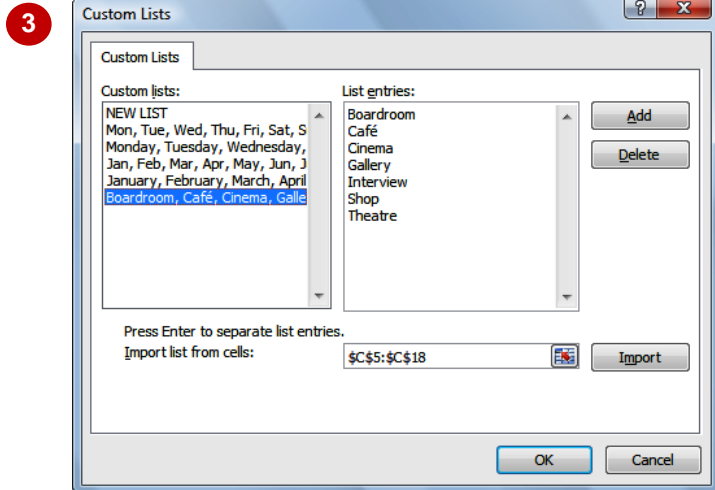 3
Custom Lists
Custom Lists
Custom lists:
NEW LIST
Mon, Tue, Wed, Thu, Fri, Sat, S
Monday, Tuesday, Wednesday,
Jan, Feb, Mar, Apr, May, Jun, J
January, February, March, April
Boardroom, Café, Cinema, Galle
List entries:
Boardroom
Café
Cinema
Gallery
Interview
Shop
Theatre
Add
Delete
Press Enter to separate list entries.
Import list from cells:
$C$5:$C$18
Import
OK
Cancel